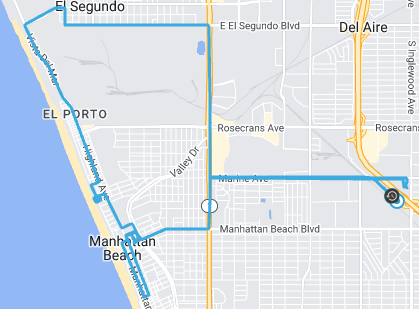 El Segundo
E El Segundo Blvd
Del Aire
S Inglewood Ave
Vista Del Mar
EL PORTO
Rosecrans Ave
Rosecrans
Highland Ave
Valley Dr
Marine Ave
Manhattan Beach Blvd
Manhattan
Beach
Manhattan